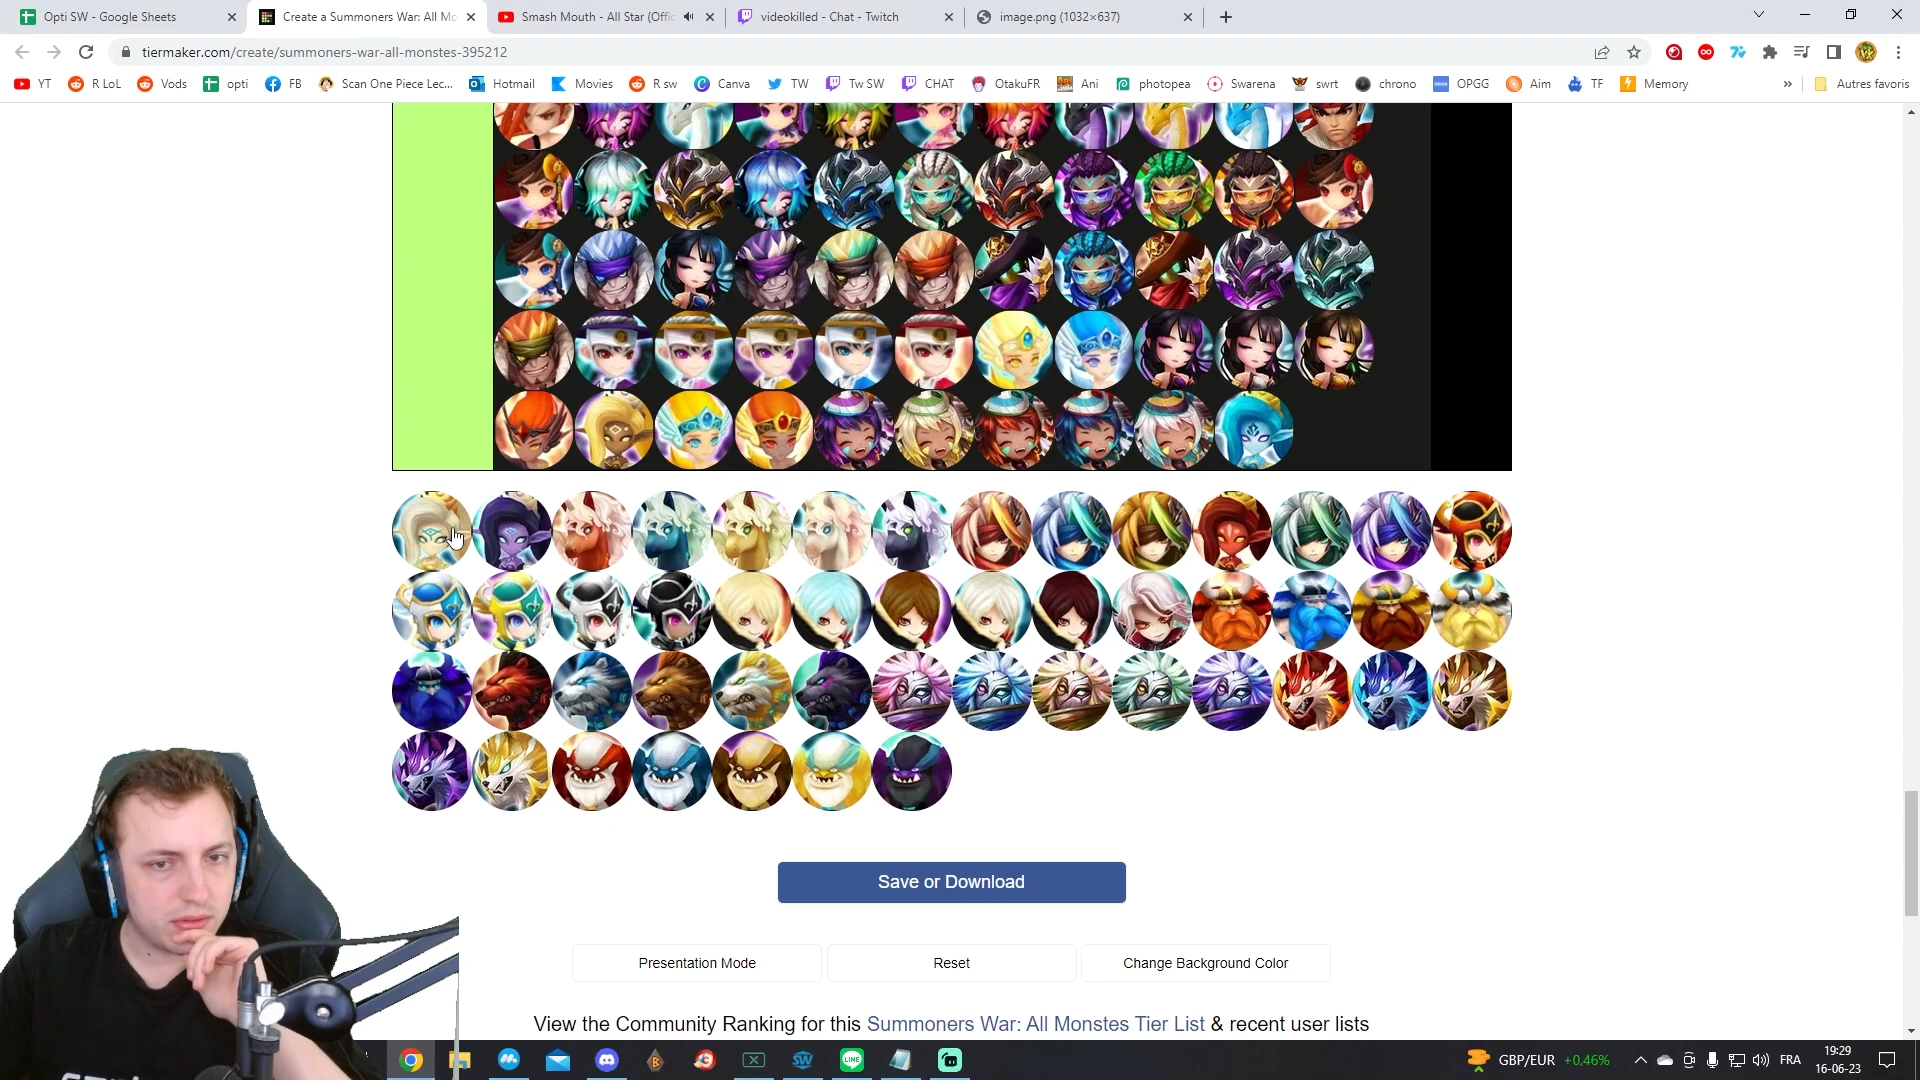 Opti SW - Google Sheets
Create a Summoners War: All Mo
Smash Mouth - All Star (Offic
videokilled - Chat - Twitch
image.png (1032×637)
tiermaker.com/create/summoners-war-all-monstes-395212
YT
R LoL
Vods
opti
FB
Scan One Piece Lec...
Hotmail
Movies
R sw
Canva
TW
Tw SW
CHAT
OtakuFR
Ani
photopea
Swarena
swrt
chrono
OPGG
Aim
TF
Memory
»
Autres favoris
Save or Download
Presentation Mode
Reset
Change Background Color
View the Community Ranking for this Summoners War: All Monstes Tier List & recent user lists
GBP/EUR +0,46%
FRA
19:29
16-06-23